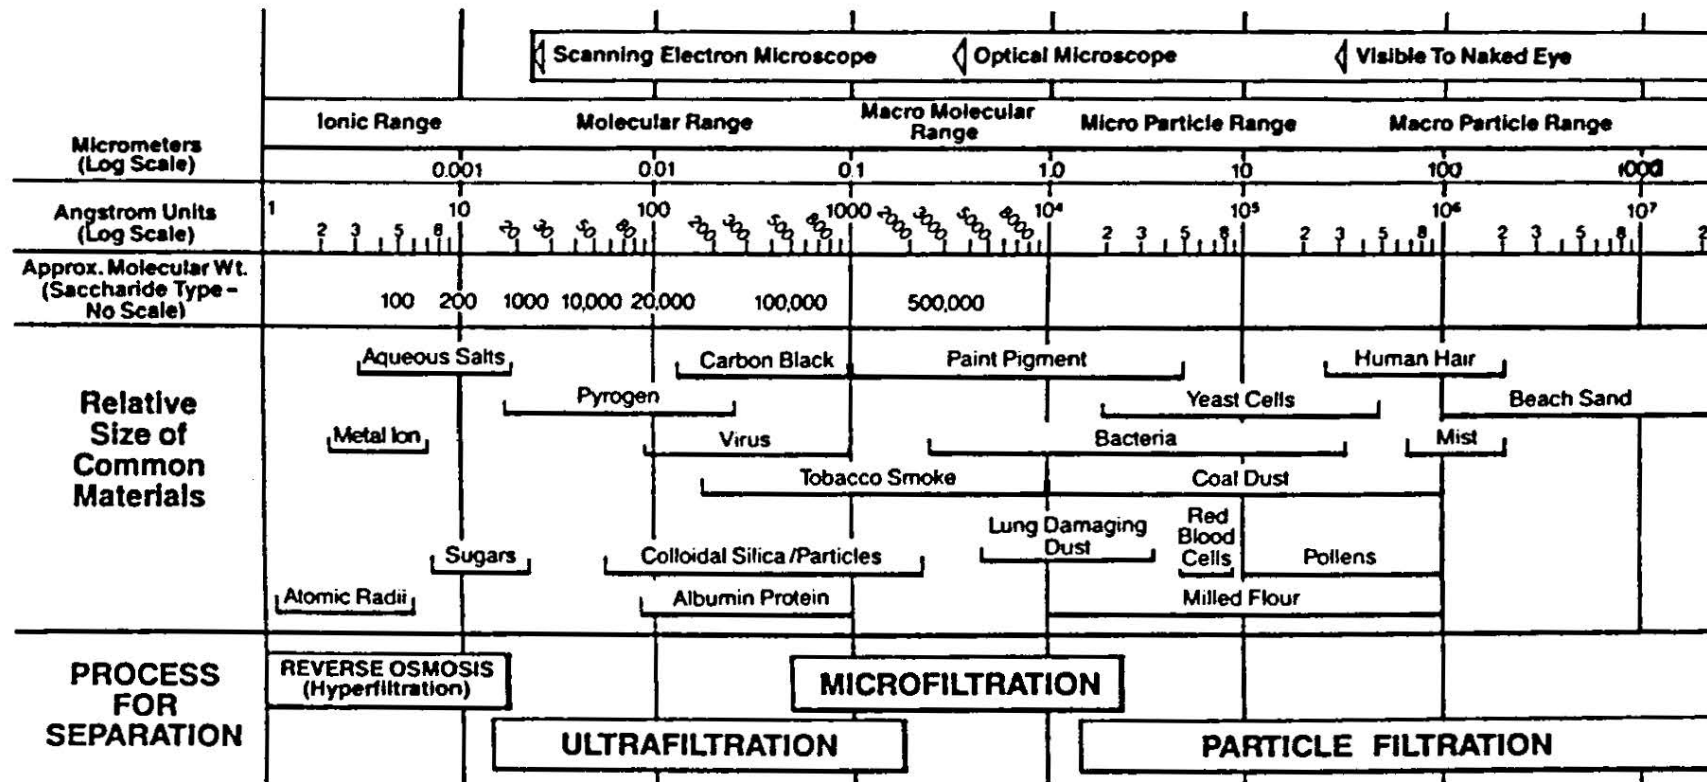 Scanning Electron Microscope Optical Microscope Visible To Naked Eye
Ionic Range Molecular Range Macro Molecular Range Micro Particle Range Macro Particle Range
Micrometers
(Log Scale)
0.001 0.01 0.1 1.0 10 100 1000
Angstrom Units
(Log Scale)
1 10 100 1000 10⁴ 10⁵ 10⁶ 10⁷
2 3 5 8 20 30 50 80 200 300 500 800 2000 3000 5000 8000 2 3 5 8 2 3 5 8 2 3 5 8 2
Approx. Molecular Wt.
(Saccharide Type –
No Scale)
100 200 1000 10,000 20,000 100,000 500,000
Relative
Size of
Common
Materials
Aqueous Salts Carbon Black Paint Pigment Human Hair
Pyrogen Yeast Cells Beach Sand
Metal Ion Virus Bacteria Mist
Tobacco Smoke Coal Dust
Lung Damaging
Dust
Red
Blood
Cells
Sugars Colloidal Silica/Particles Pollens
Atomic Radii Albumin Protein Milled Flour
PROCESS
FOR
SEPARATION
REVERSE OSMOSIS
(Hyperfiltration)
MICROFILTRATION
ULTRAFILTRATION PARTICLE FILTRATION